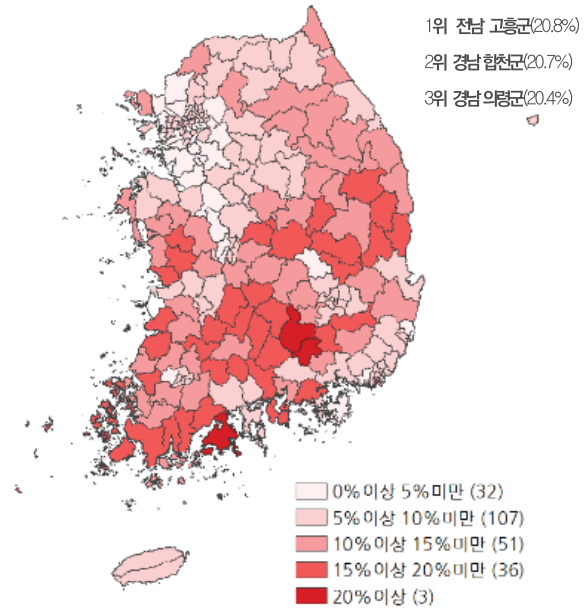 1위 전남 고흥군(20.8%)
2위 경남 합천군(20.7%)
3위 경남 의령군(20.4%)
0%이상 5%미만 (32)
5%이상 10%미만 (107)
10%이상 15%미만 (51)
15%이상 20%미만 (36)
20%이상 (3)